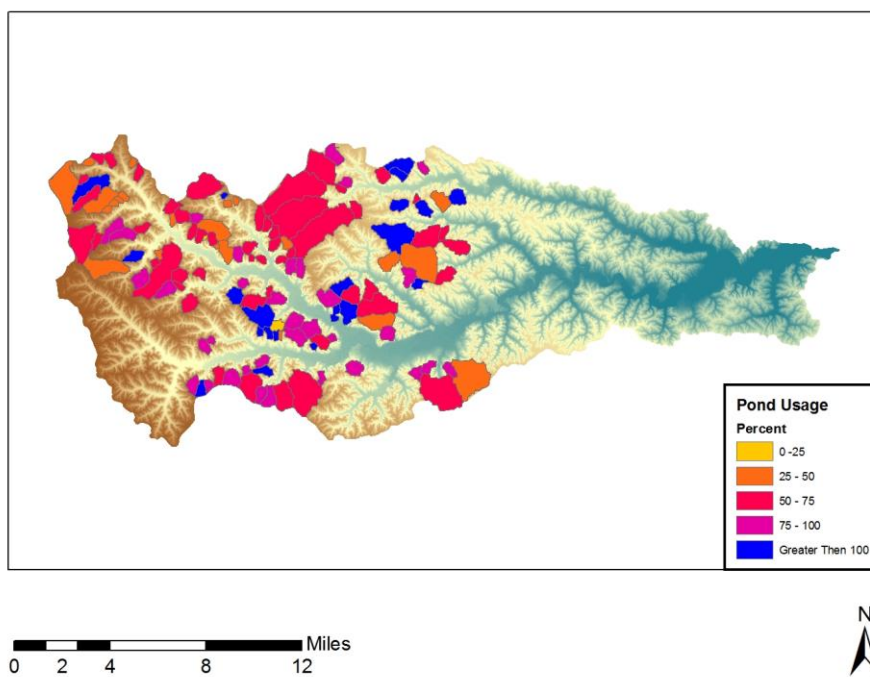 Pond Usage
Percent
0 -25
25 - 50
50 - 75
75 - 100
Greater Then 100
Miles
0 2 4 8 12
N